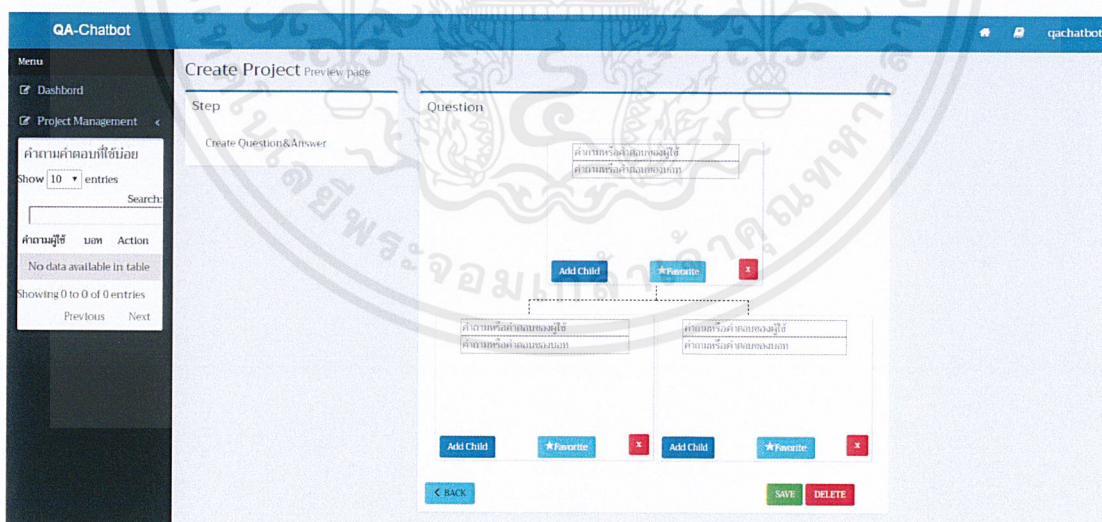 QA-Chatbot
qachatbot
Menu
Dashbord
Project Management
คำถามคำตอบที่ใช้บ่อย
Show 10 entries
Search:
คำถามผู้ใช้ บอท Action
No data available in table
Showing 0 to 0 of 0 entries
Previous Next
Create Project Preview page
Step
Create Question&Answer
Question
คำถามหรือคำตอบของผู้ใช้
คำถามหรือคำตอบของบอท
Add Child ★Favorite x
คำถามหรือคำตอบของผู้ใช้
คำถามหรือคำตอบของบอท
Add Child ★Favorite x
คำถามหรือคำตอบของผู้ใช้
คำถามหรือคำตอบของบอท
Add Child ★Favorite x
BACK
SAVE DELETE